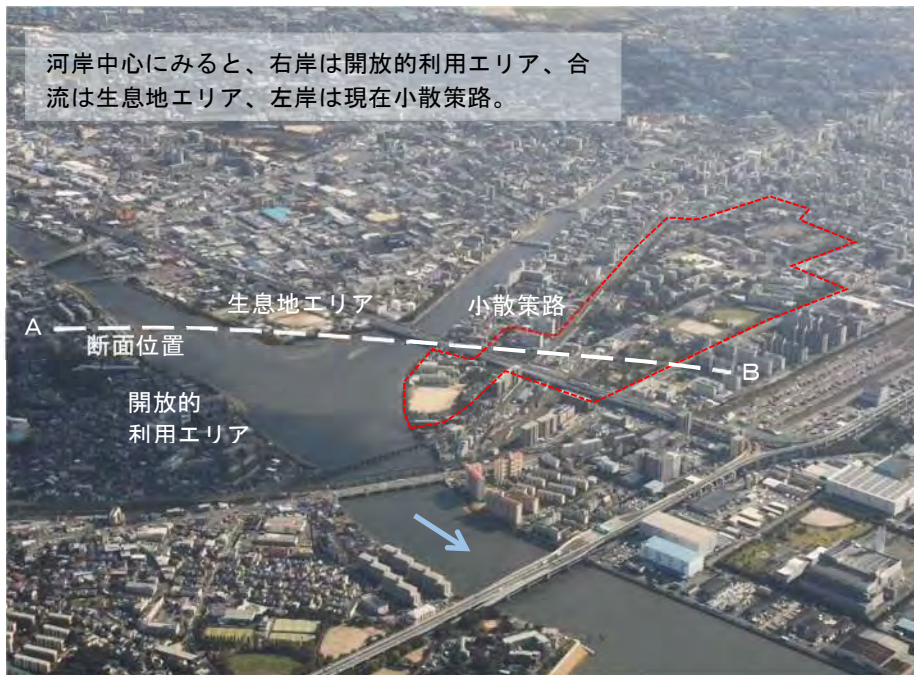 河岸中心にみると、右岸は開放的利用エリア、合
流は生息地エリア、左岸は現在小散策路。
生息地エリア
小散策路
A
断面位置
B
開放的
利用エリア